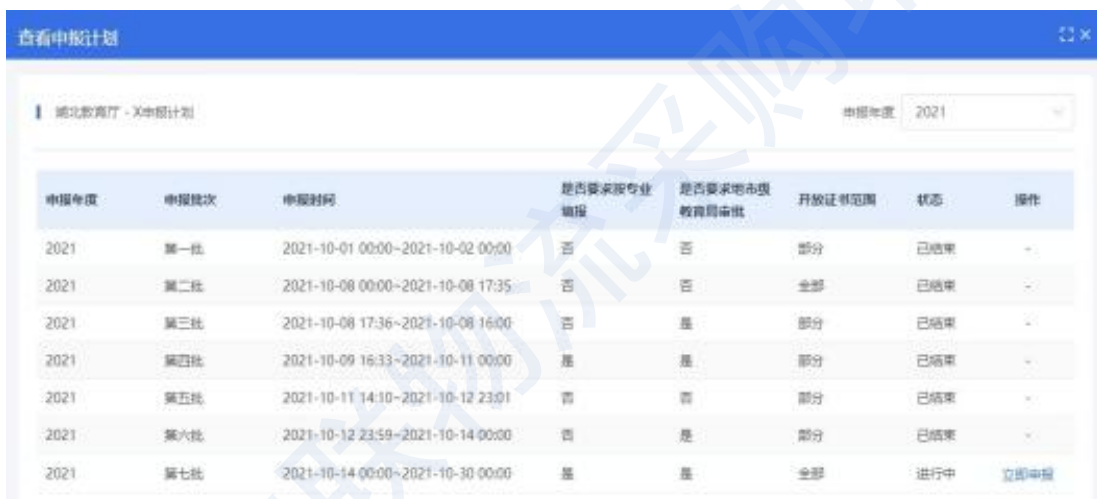 查看申报计划
湖北教育厅 - X申报计划
申报年度 2021
申报年度 申报批次 申报时间 是否要求按专业填报 是否要求地市级教育局审批 开放证书范围 状态 操作
2021 第一批 2021-10-01 00:00~2021-10-02 00:00 否 否 部分 已结束 -
2021 第二批 2021-10-08 00:00~2021-10-08 17:35 否 否 全部 已结束 -
2021 第三批 2021-10-08 17:36~2021-10-08 16:00 否 是 部分 已结束 -
2021 第四批 2021-10-09 16:33~2021-10-11 00:00 是 是 部分 已结束 -
2021 第五批 2021-10-11 14:10~2021-10-12 23:01 否 否 部分 已结束 -
2021 第六批 2021-10-12 23:59~2021-10-14 00:00 否 是 部分 已结束 -
2021 第七批 2021-10-14 00:00~2021-10-30 00:00 是 是 全部 进行中 立即申报
联物流采购